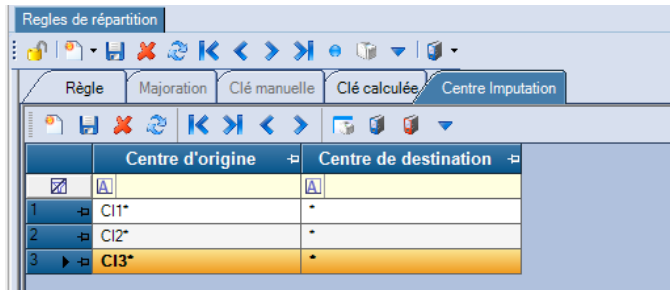 Regles de répartition
Règle Majoration Clé manuelle Clé calculée Centre Imputation
Centre d'origine Centre de destination
A A
1 CI1* *
2 CI2* *
3 CI3* *